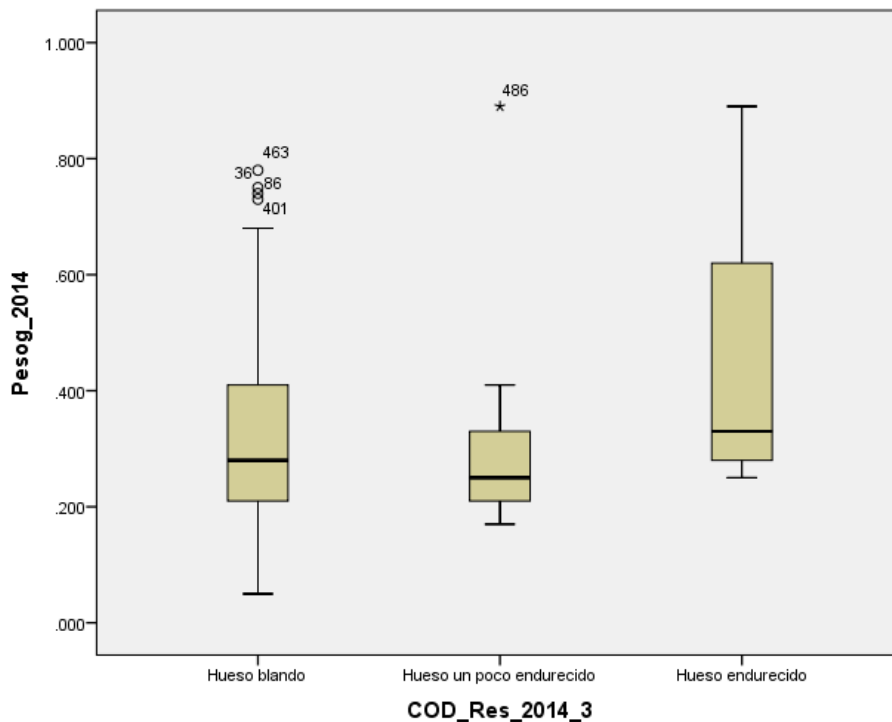 1.000
486
.800
463
36
86
401
.600
Pesog_2014
.400
.200
.000
Hueso blando
Hueso un poco endurecido
Hueso endurecido
COD_Res_2014_3